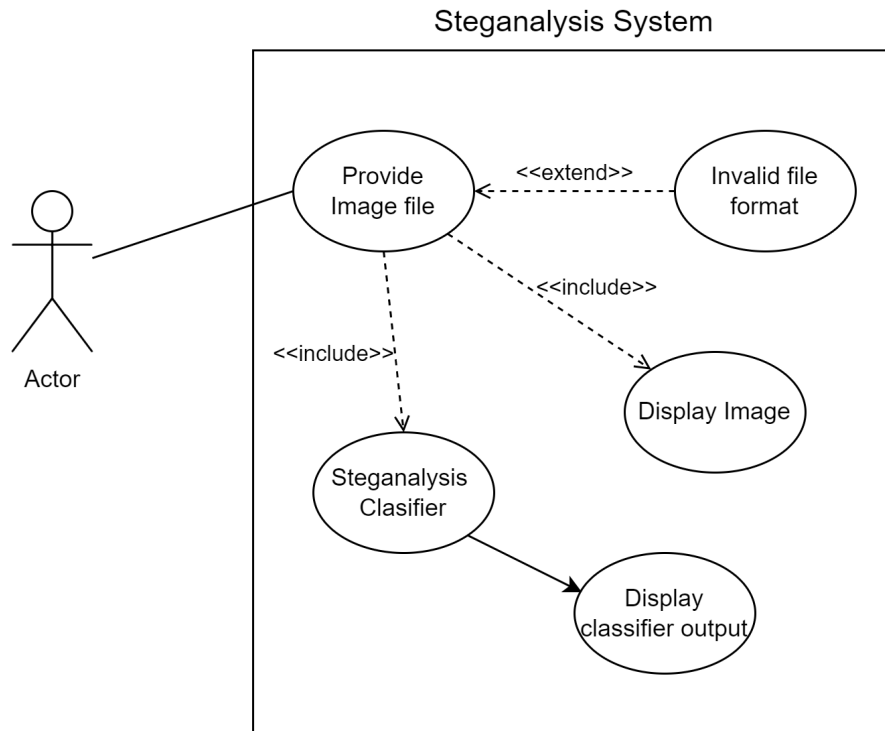 Steganalysis System
Provide
Image file
<<extend>>
Invalid file
format
<<include>>
<<include>>
Actor
Display Image
Steganalysis
Clasifier
Display
classifier output